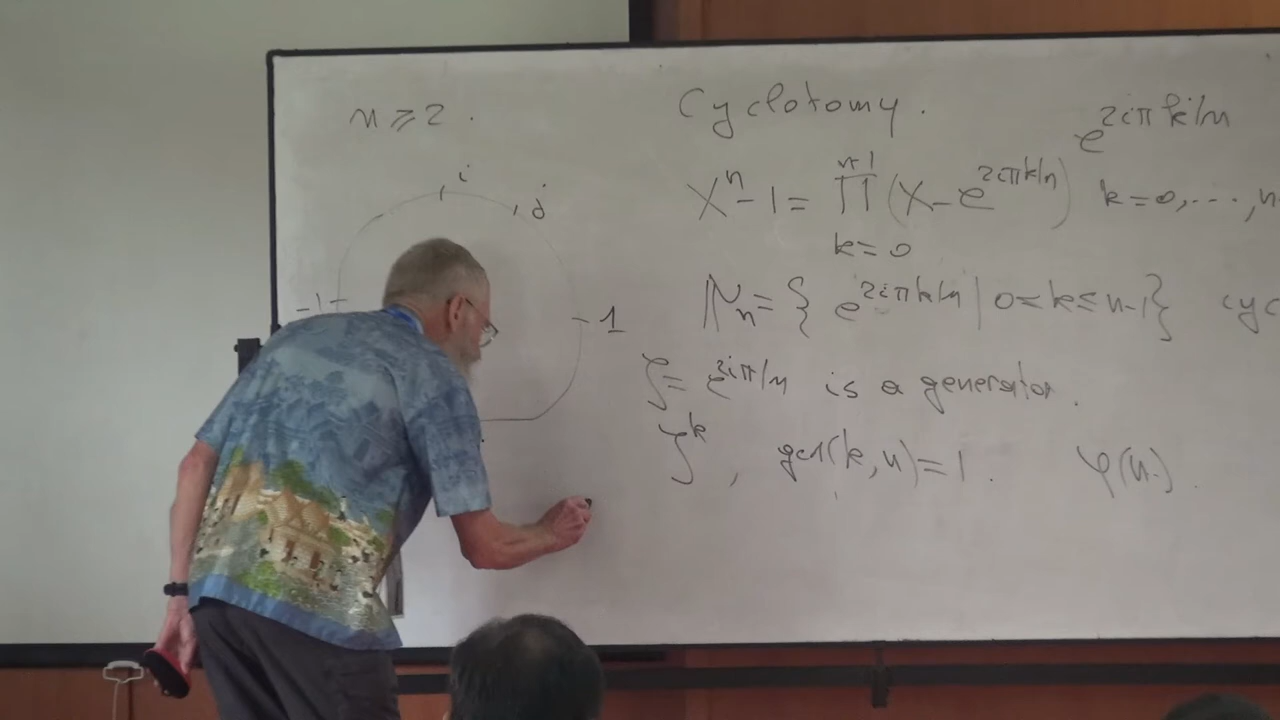 n ⩾ 2 .
Cyclotomy .
e^{2iπk/n}
X^n - 1 = ∏_{k=0}^{n-1} (X - e^{2iπk/n}) k = 0, ..., n
μ_n = { e^{2iπk/n} | 0 ≤ k ≤ n-1 } cyc
ζ = e^{2iπ/n} is a generator .
ζ^k , gcd(k, n) = 1 . φ(n) .
i
j
-1
1